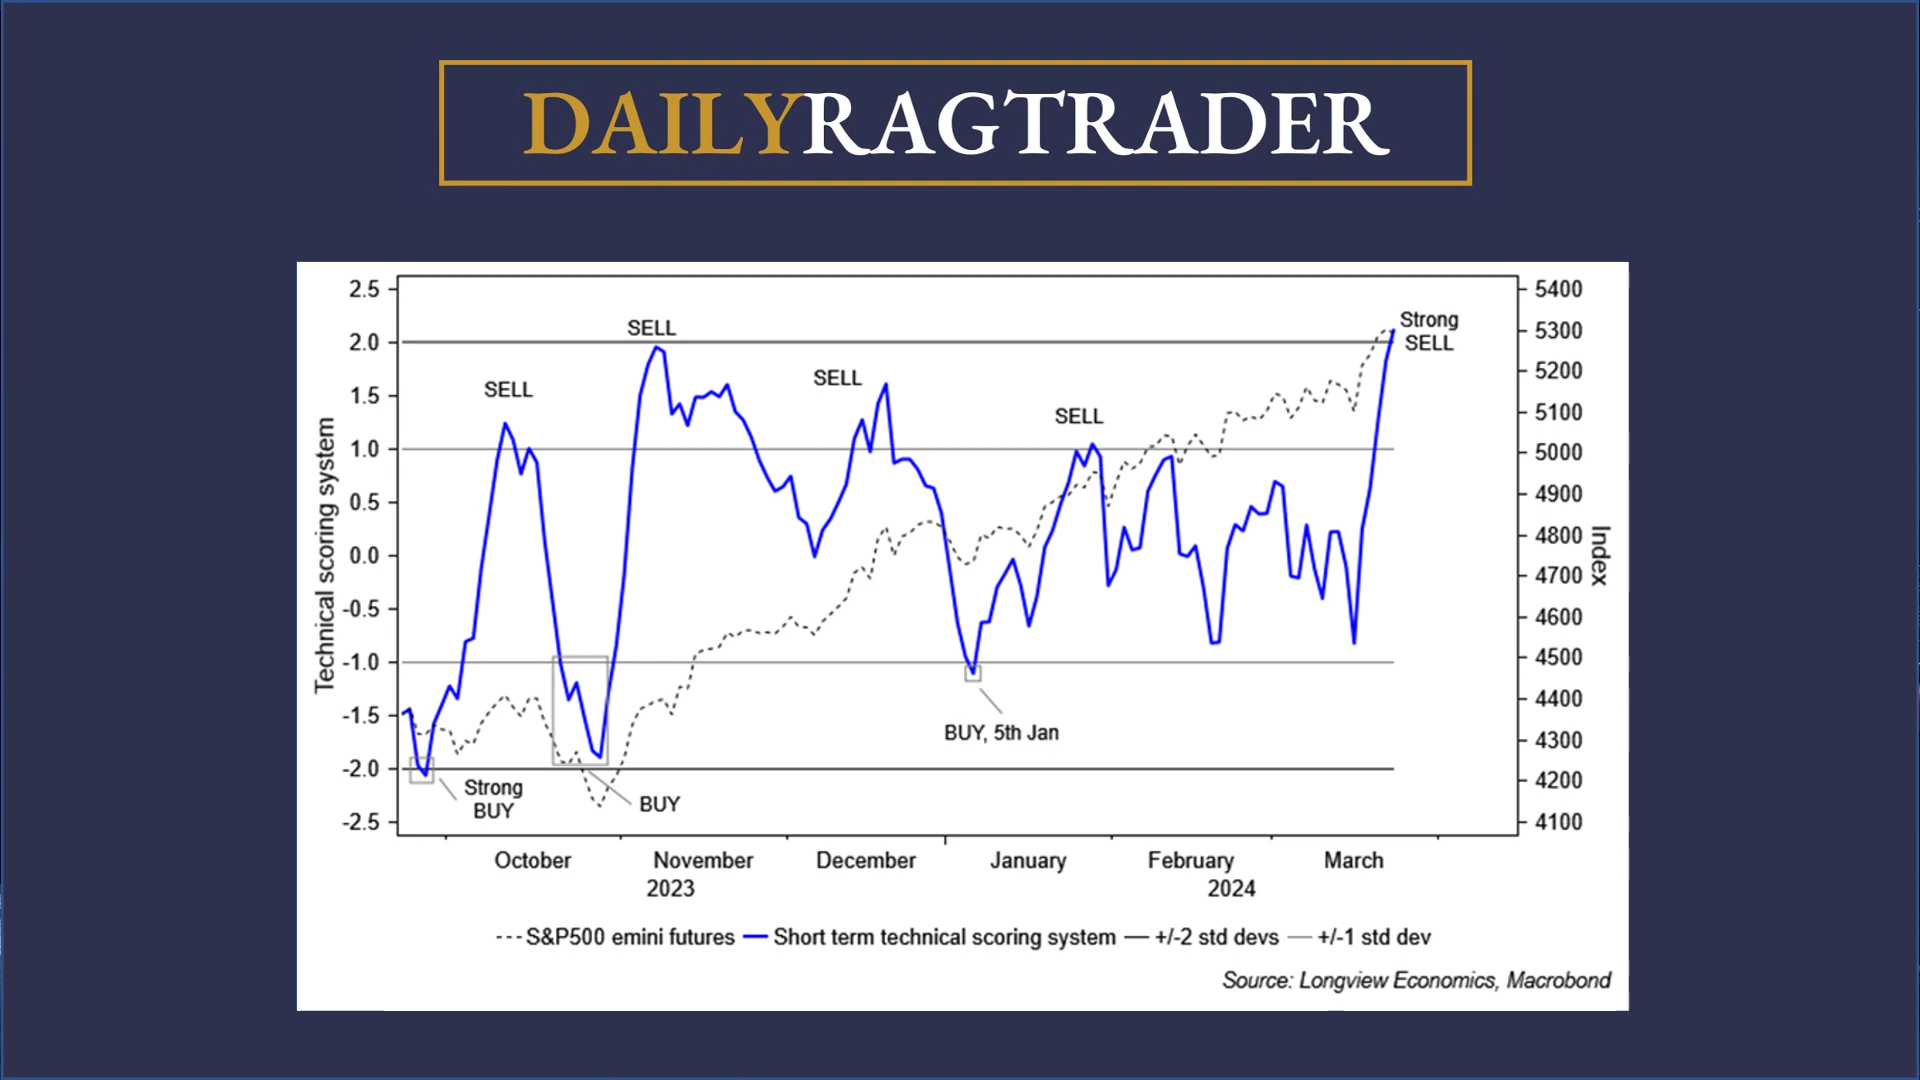 DAILYRAGTRADER
2.5
2.0
1.5
1.0
0.5
0.0
-0.5
-1.0
-1.5
-2.0
-2.5
Technical scoring system
5400
5300
5200
5100
5000
4900
4800
4700
4600
4500
4400
4300
4200
4100
Index
SELL
SELL
SELL
SELL
Strong
SELL
Strong
BUY
BUY
BUY, 5th Jan
October November December January February March
2023 2024
S&P500 emini futures Short term technical scoring system +/-2 std devs +/-1 std dev
Source: Longview Economics, Macrobond